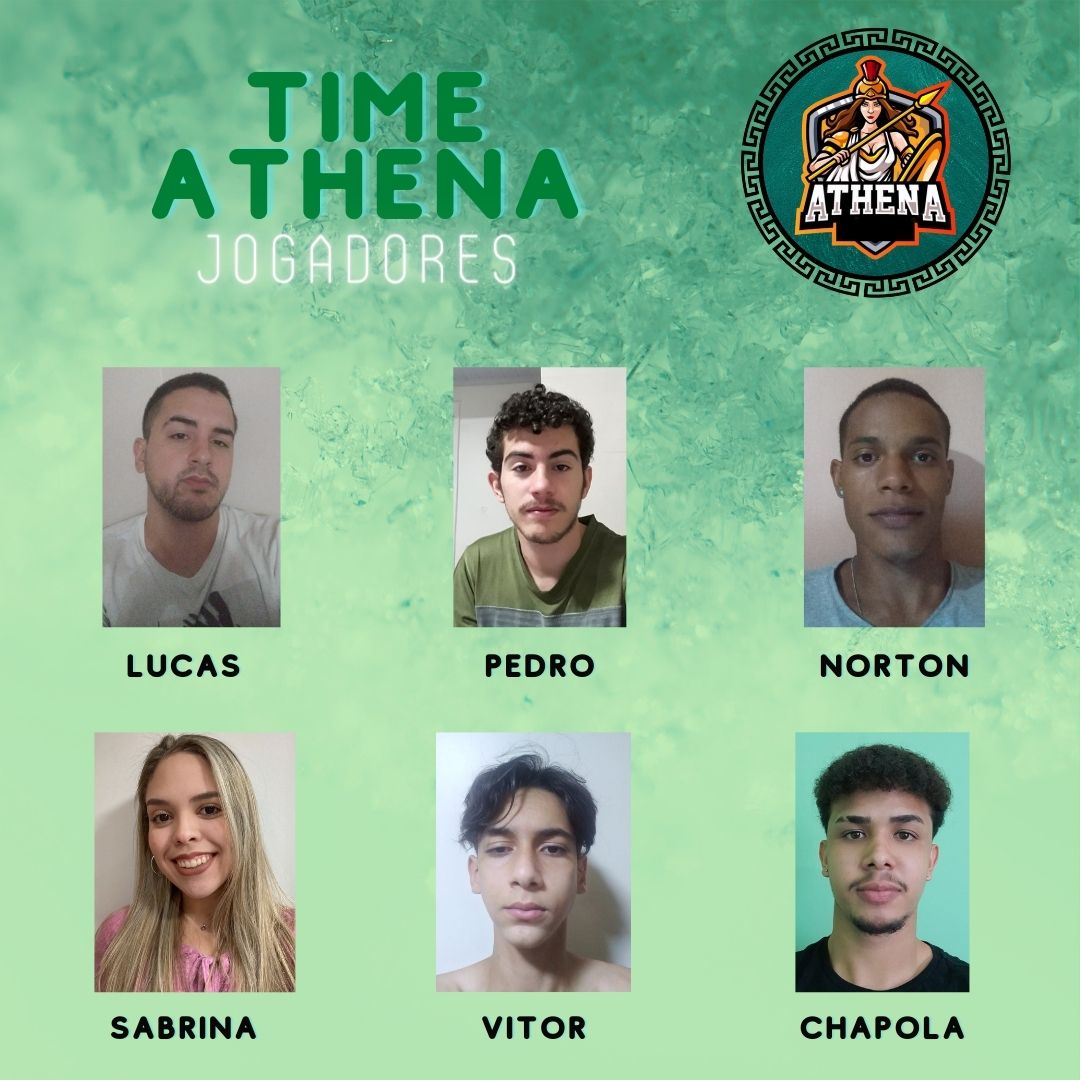 TIME
ATHENA
JOGADORES
ATHENA
LUCAS
PEDRO
NORTON
SABRINA
VITOR
CHAPOLA